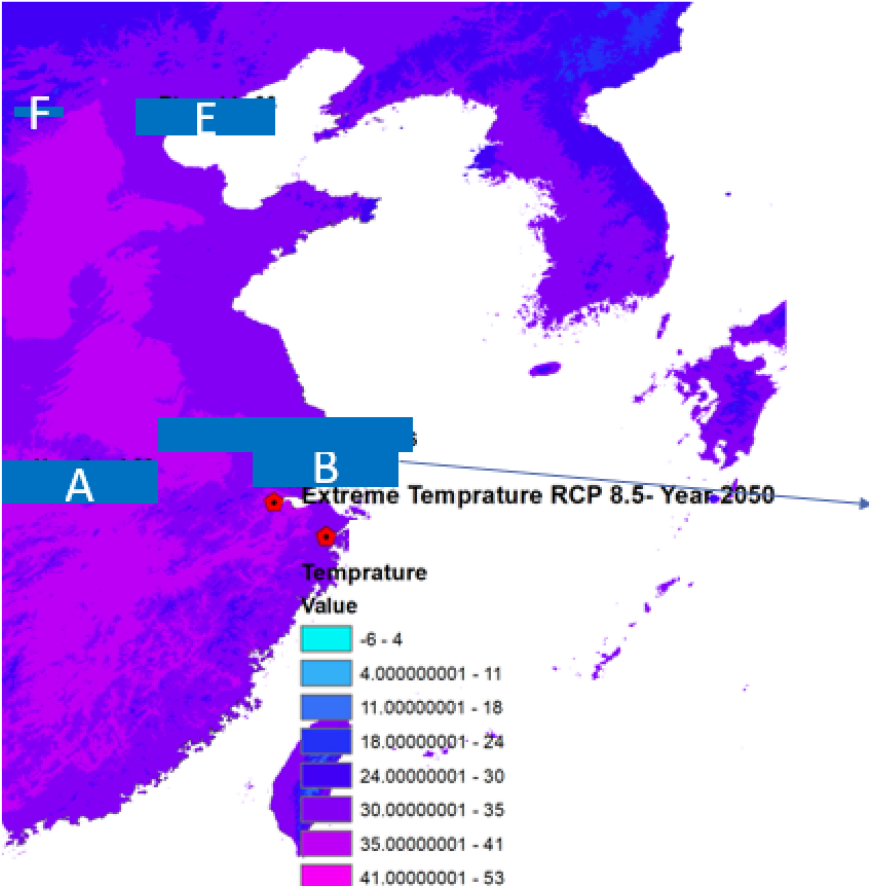 F
E
B
A
Extreme Temprature RCP 8.5- Year 2050
Temprature
Value
-6 - 4
4.000000001 - 11
11.00000001 - 18
18.00000001 - 24
24.00000001 - 30
30.00000001 - 35
35.00000001 - 41
41.00000001 - 53